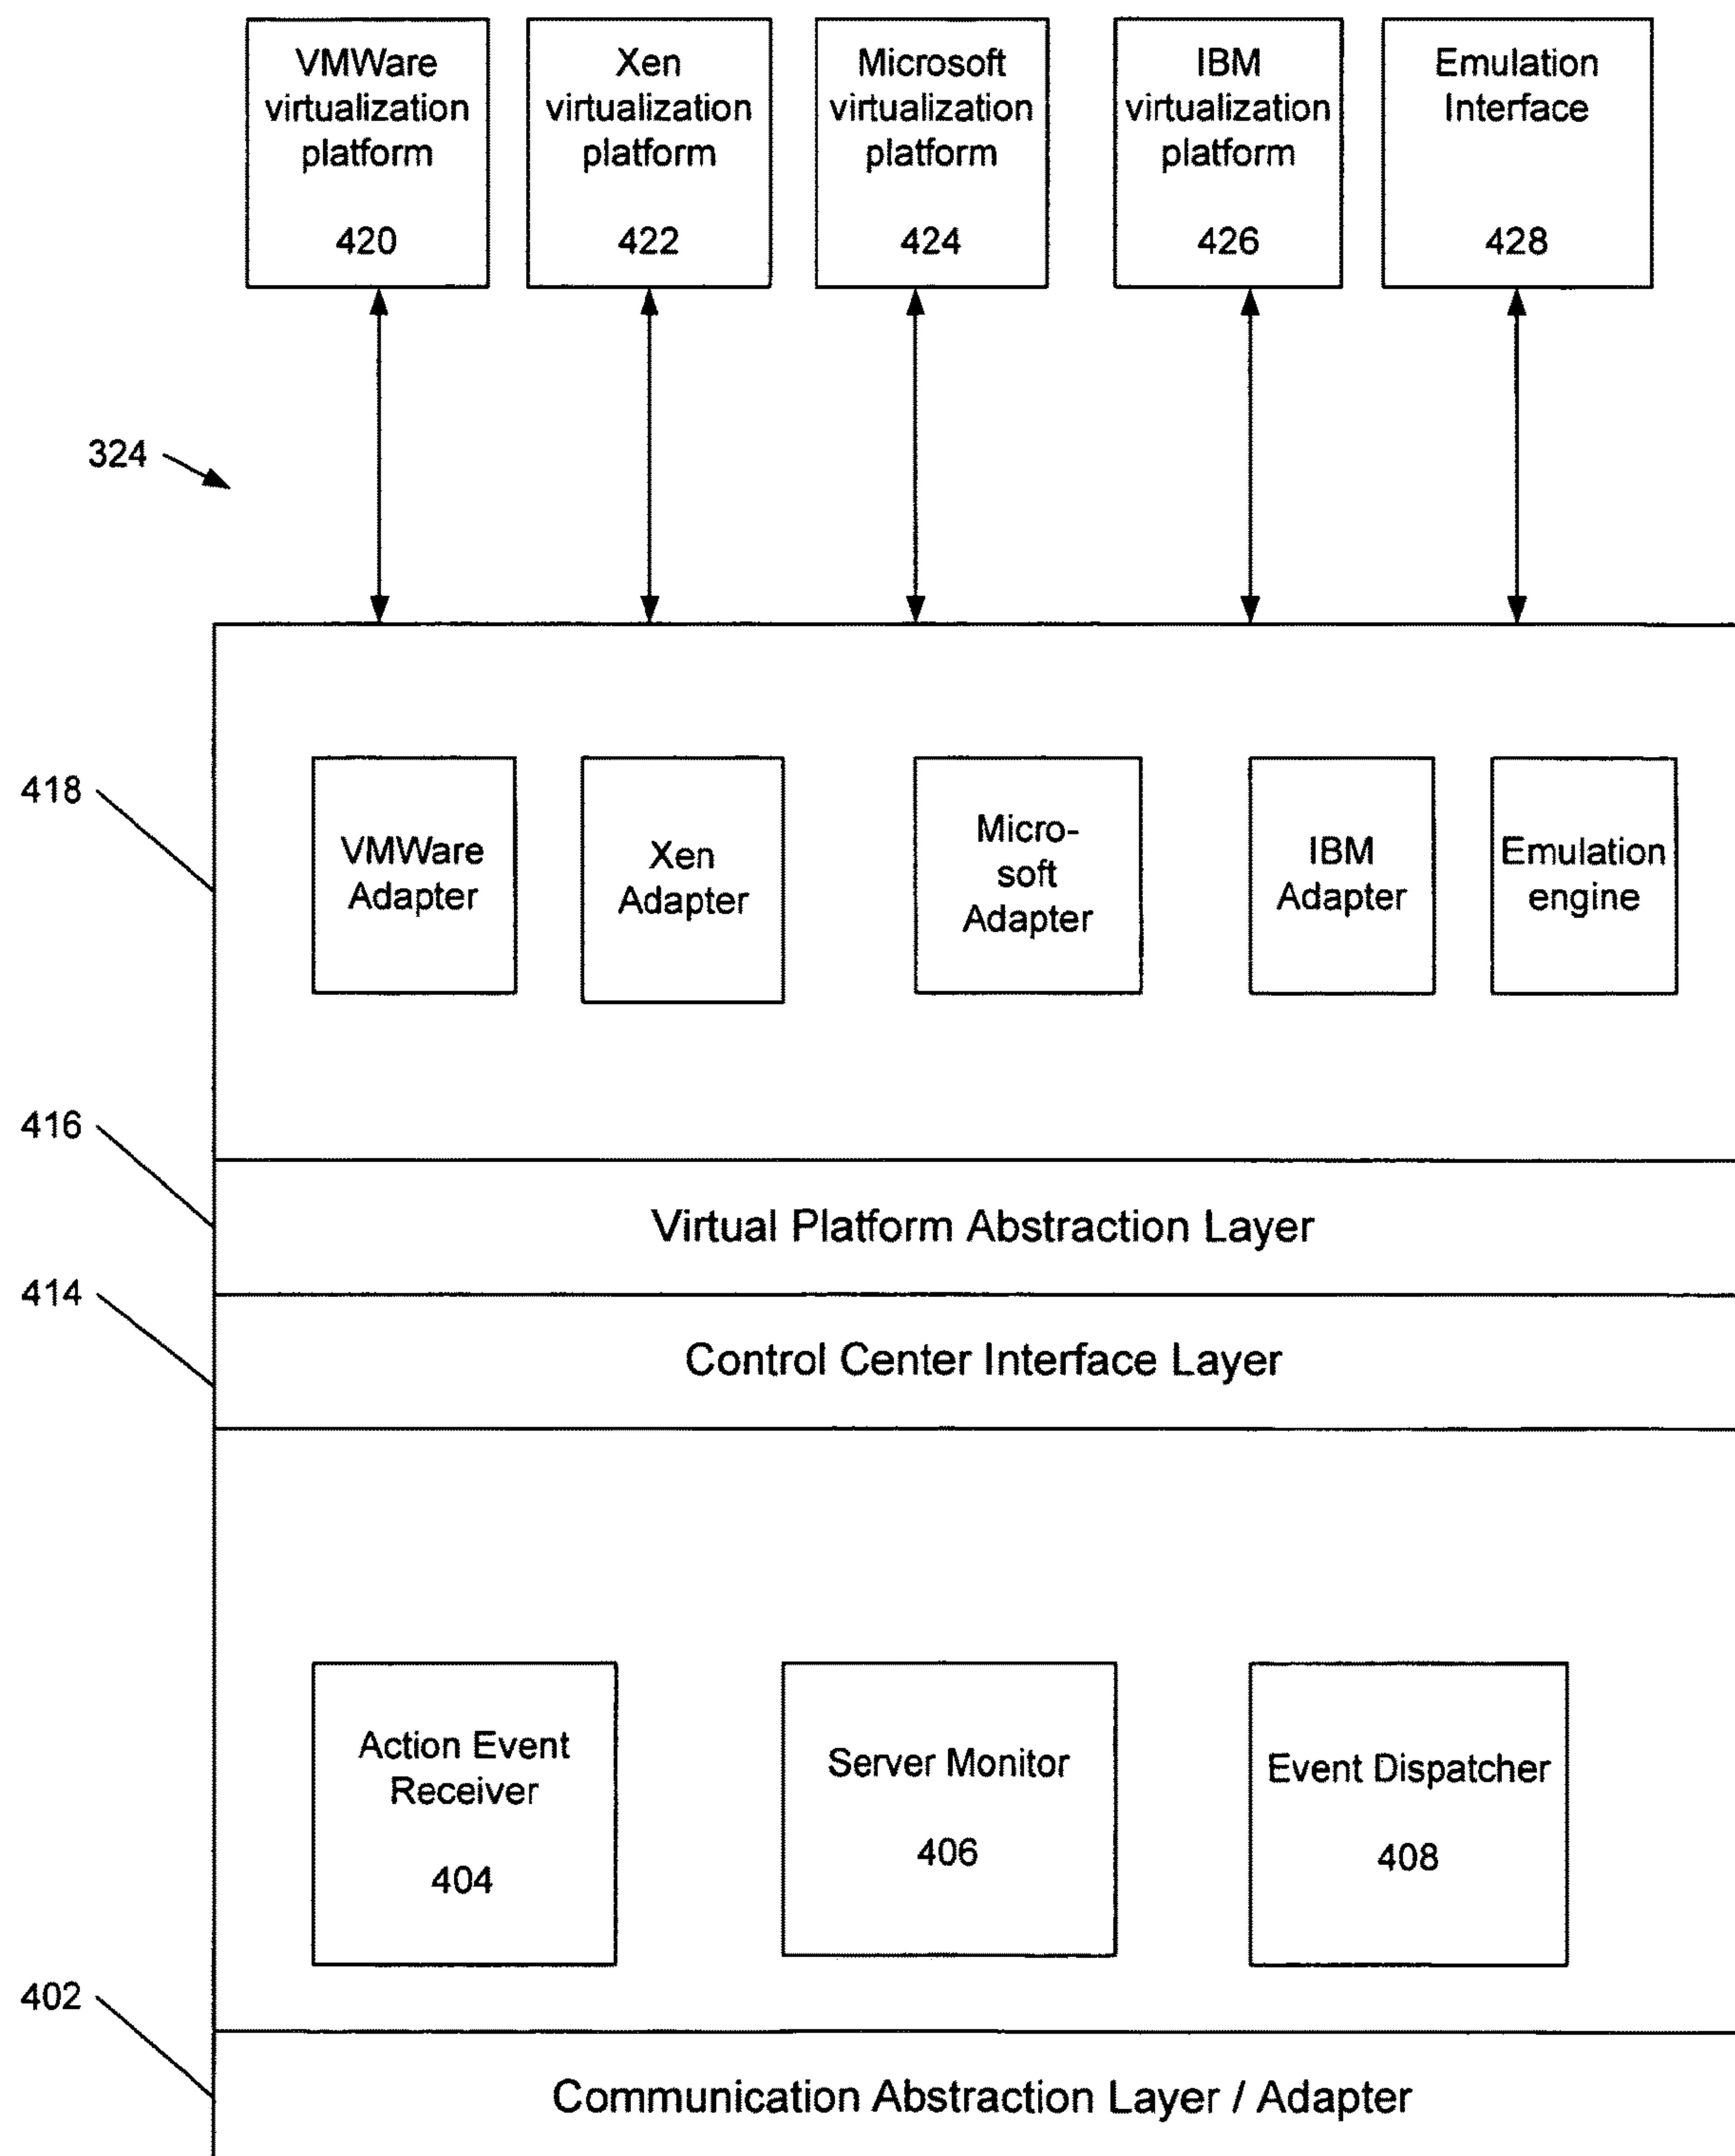 VMWare
virtualization
platform
420
Xen
virtualization
platform
422
Microsoft
virtualization
platform
424
IBM
virtualization
platform
426
Emulation
Interface
428
324
418
VMWare
Adapter
Xen
Adapter
Micro-
soft
Adapter
IBM
Adapter
Emulation
engine
416
Virtual Platform Abstraction Layer
414
Control Center Interface Layer
Action Event
Receiver
404
Server Monitor
406
Event Dispatcher
408
402
Communication Abstraction Layer / Adapter